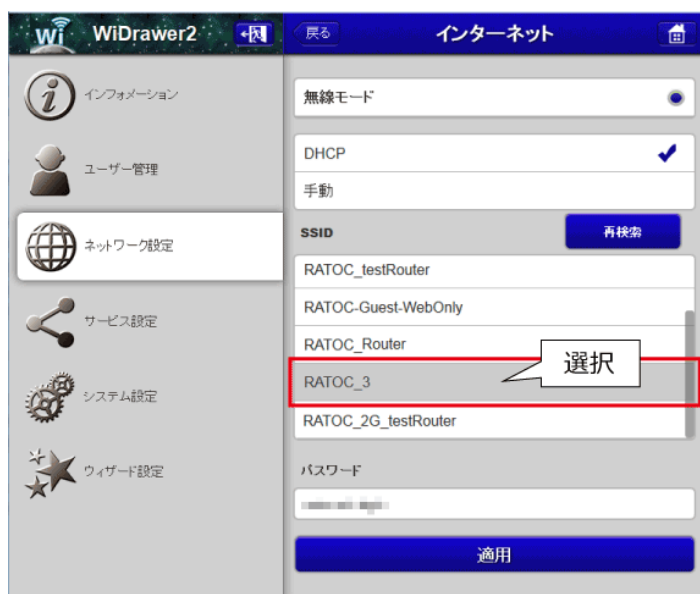 Wi WiDrawer2
戻る インターネット
インフォメーション
ユーザー管理
ネットワーク設定
サービス設定
システム設定
ウィザード設定
無線モード
DHCP
手動
SSID 再検索
RATOC_testRouter
RATOC-Guest-WebOnly
RATOC_Router
RATOC_3
選択
RATOC_2G_testRouter
パスワード
適用